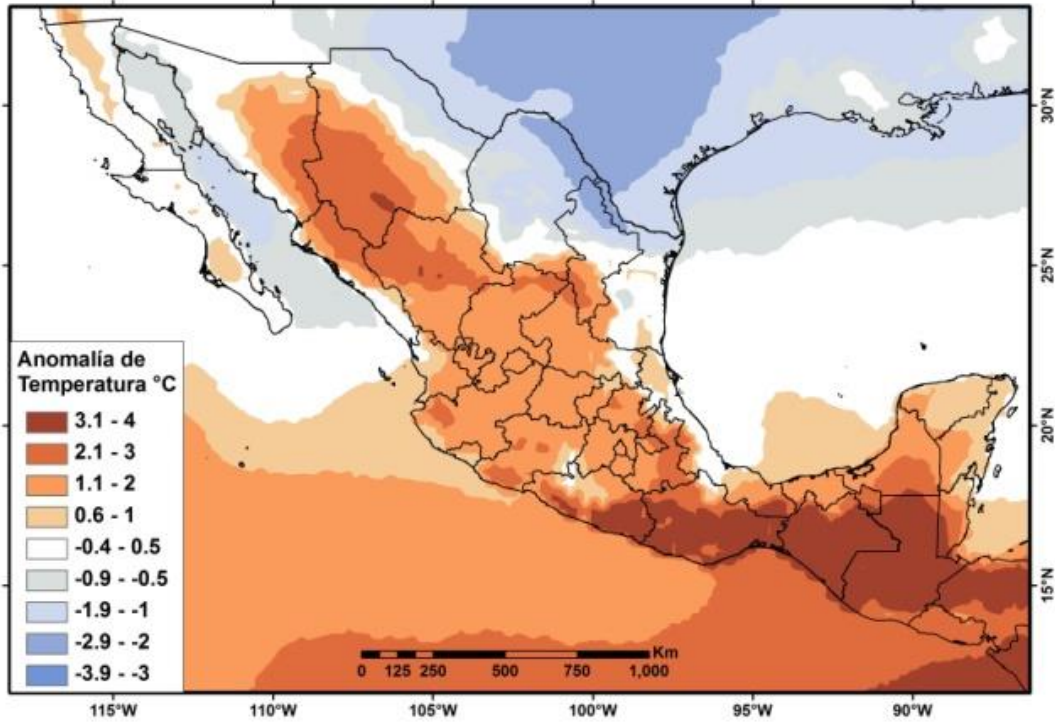 Anomalía de
Temperatura °C
3.1 - 4
2.1 - 3
1.1 - 2
0.6 - 1
-0.4 - 0.5
-0.9 - -0.5
-1.9 - -1
-2.9 - -2
-3.9 - -3
Km
0 125 250 500 750 1,000
30°N
25°N
20°N
15°N
115°W 110°W 105°W 100°W 95°W 90°W